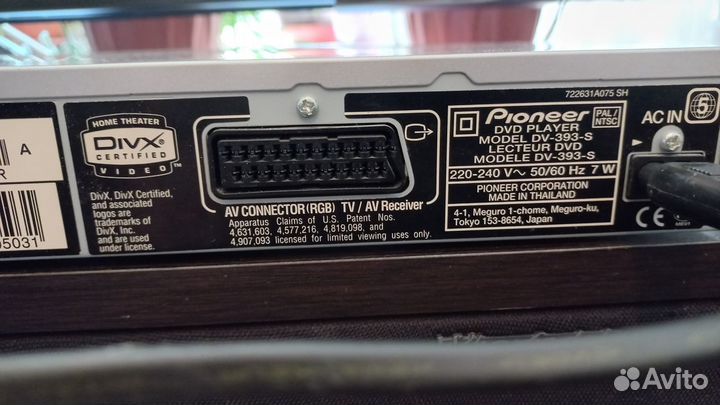 722631A075 SH
HOME THEATER
DIVX
CERTIFIED
VIDEO™
DivX, DivX Certified,
and associated
logos are
trademarks of
DivX, Inc.
and are used
under license.
A
R
05031
AV CONNECTOR (RGB) TV / AV Receiver
Apparatus Claims of U.S. Patent Nos.
4,631,603, 4,577,216, 4,819,098, and
4,907,093 licensed for limited viewing uses only.
Pioneer
PAL/
NTSC
DVD PLAYER
MODEL DV-393-S
LECTEUR DVD
MODELE DV-393-S
220-240 V~ 50/60 Hz 7 W
PIONEER CORPORATION
MADE IN THAILAND
4-1, Meguro 1-chome, Meguro-ku,
Tokyo 153-8654, Japan
AC IN
5
CE
Avito